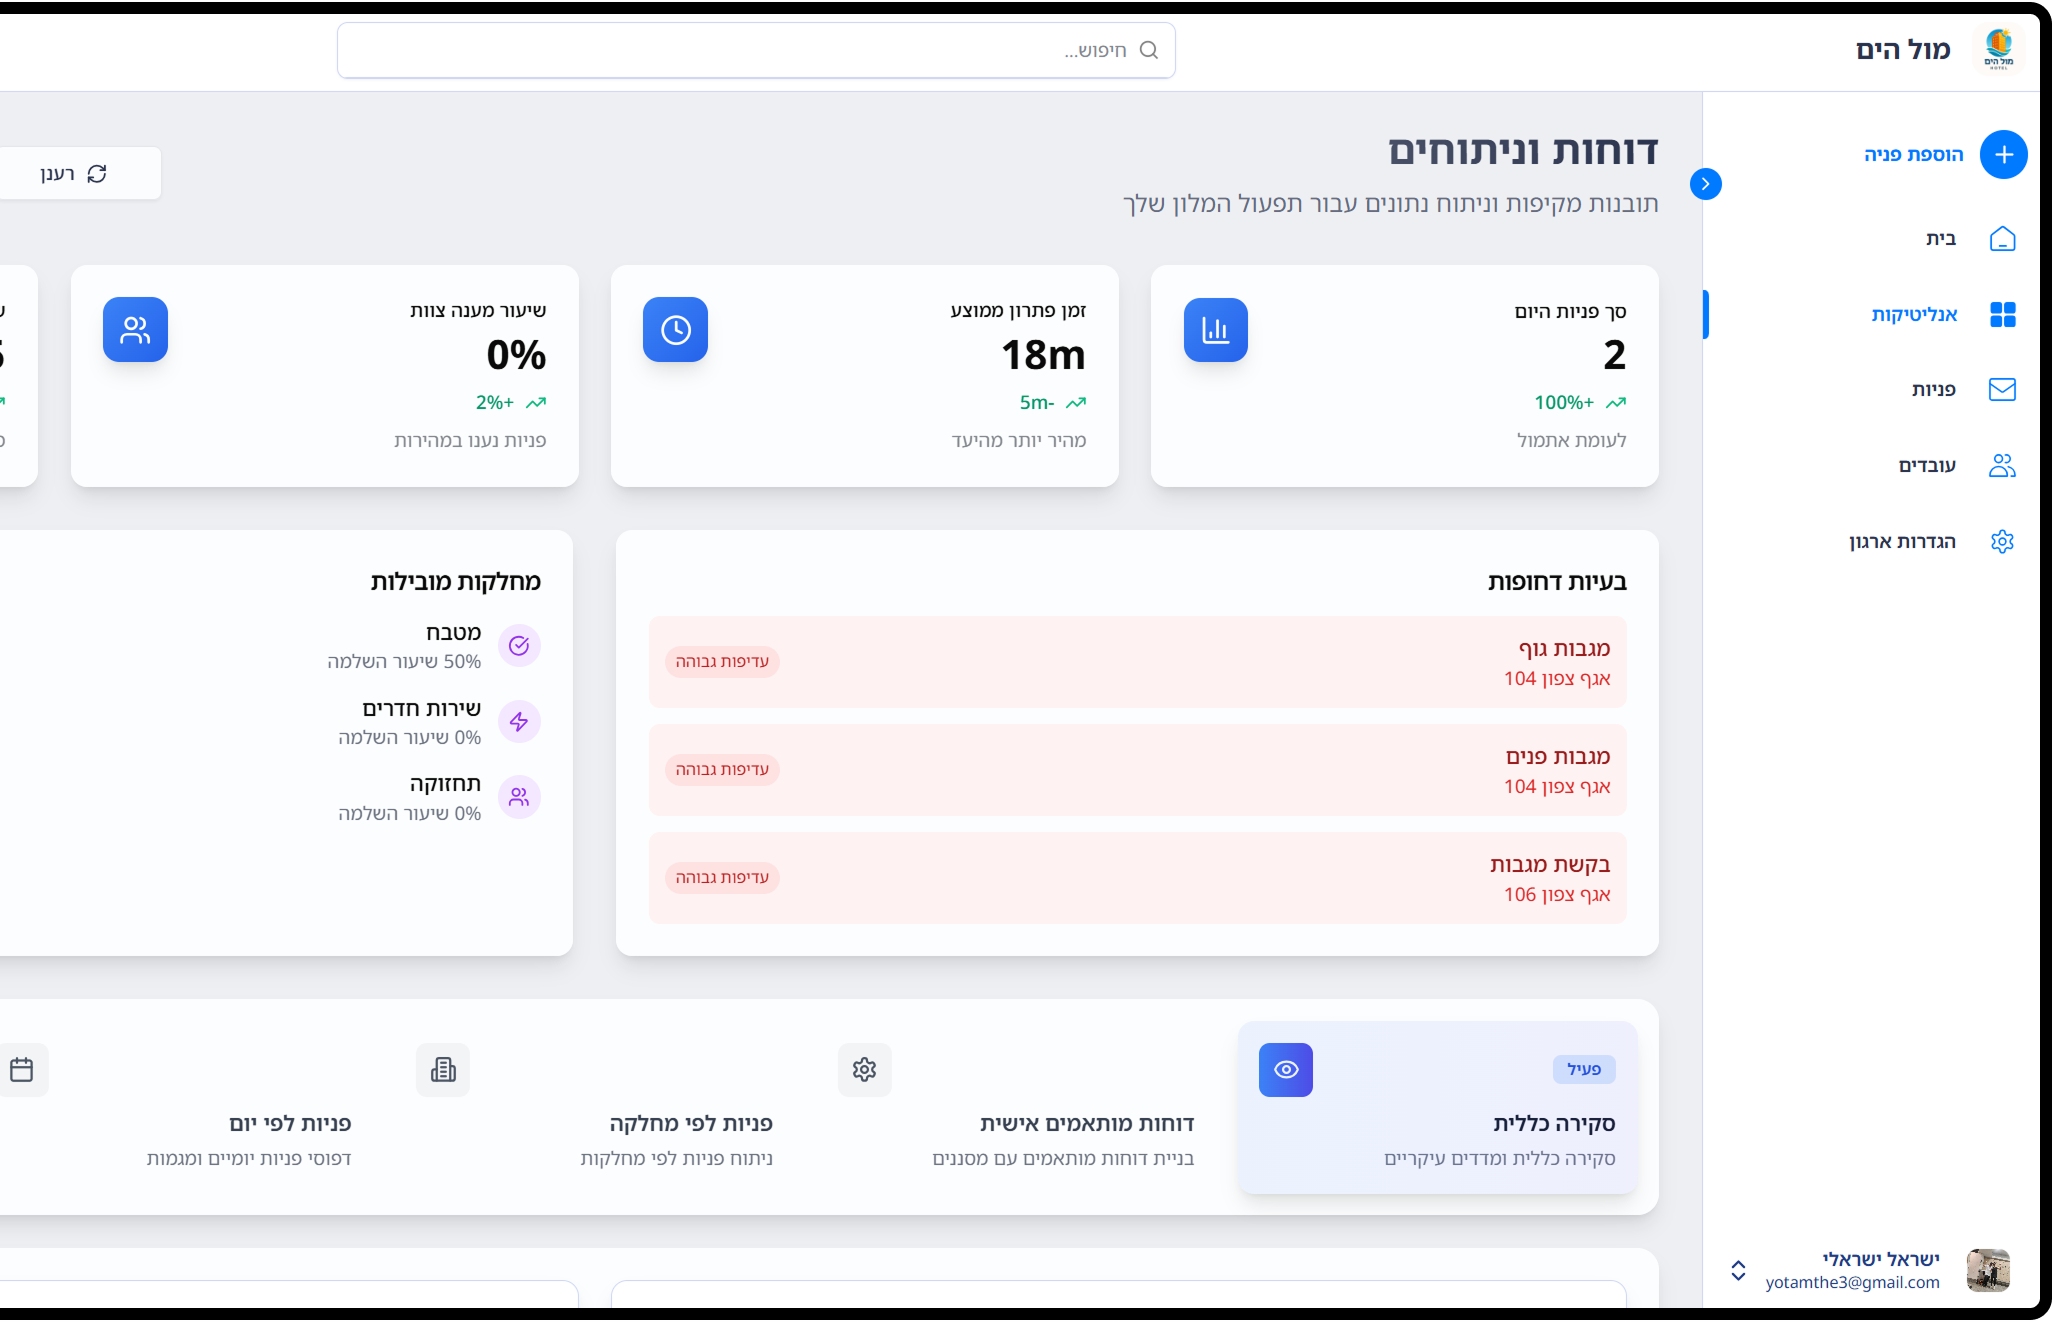 מול הים
HOTEL
מול הים
חיפוש...
הוספת פניה
בית
אנליטיקות
פניות
עובדים
הגדרות ארגון
ישראל ישראלי
yotamthe3@gmail.com
דוחות וניתוחים
תובנות מקיפות וניתוח נתונים עבור תפעול המלון שלך
רענן
סך פניות היום
2
100%+
לעומת אתמול
זמן פתרון ממוצע
18m
5m-
מהיר יותר מהיעד
שיעור מענה צוות
0%
2%+
פניות נענו במהירות
בעיות דחופות
מגבות גוף
אגף צפון 104
עדיפות גבוהה
מגבות פנים
אגף צפון 104
עדיפות גבוהה
בקשת מגבות
אגף צפון 106
עדיפות גבוהה
מחלקות מובילות
מטבח
50% שיעור השלמה
שירות חדרים
0% שיעור השלמה
תחזוקה
0% שיעור השלמה
פעיל
סקירה כללית
סקירה כללית ומדדים עיקריים
דוחות מותאמים אישית
בניית דוחות מותאמים עם מסננים
פניות לפי מחלקה
ניתוח פניות לפי מחלקות
פניות לפי יום
דפוסי פניות יומיים ומגמות